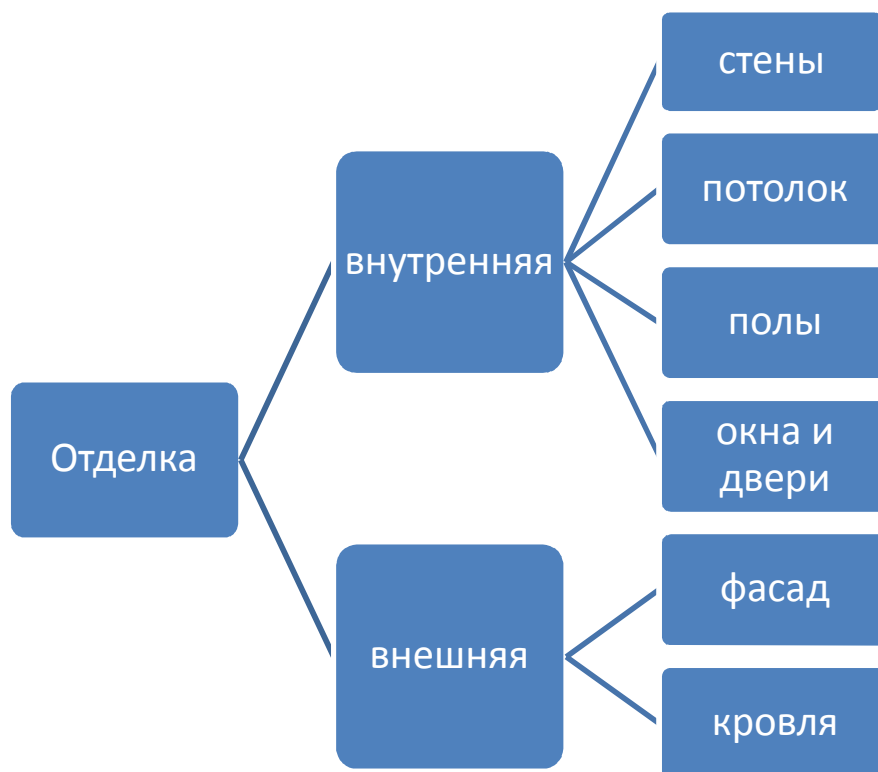 Отделка
внутренняя
стены
потолок
полы
окна и
двери
внешняя
фасад
кровля